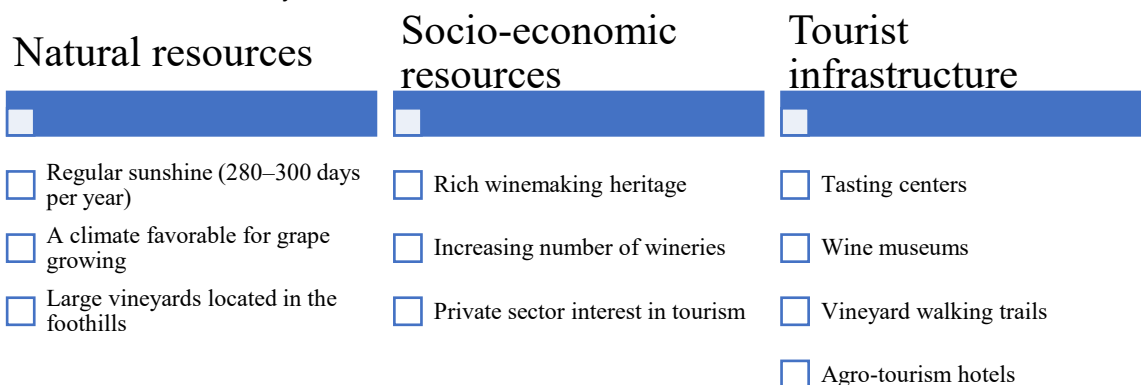 Natural resources
Regular sunshine (280–300 days
per year)
A climate favorable for grape
growing
Large vineyards located in the
foothills
Socio-economic
resources
Rich winemaking heritage
Increasing number of wineries
Private sector interest in tourism
Tourist
infrastructure
Tasting centers
Wine museums
Vineyard walking trails
Agro-tourism hotels